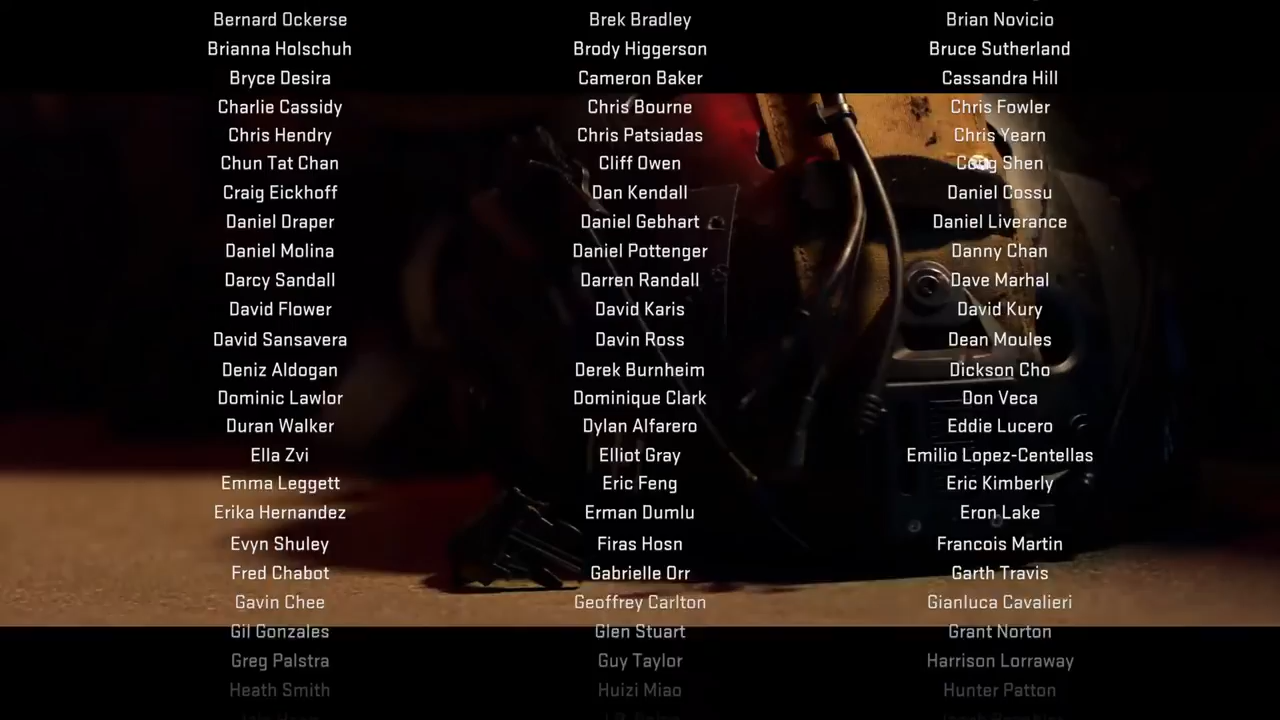 Bernard Ockerse Brek Bradley Brian Novicio
Brianna Holschuh Brody Higgerson Bruce Sutherland
Bryce Desira Cameron Baker Cassandra Hill
Charlie Cassidy Chris Bourne Chris Fowler
Chris Hendry Chris Patsiadas Chris Yearn
Chun Tat Chan Cliff Owen Shen
Craig Eickhoff Dan Kendall Daniel Cossu
Daniel Draper Daniel Gebhart Daniel Liverance
Daniel Molina Daniel Pottenger Danny Chan
Darcy Sandall Darren Randall Dave Marhal
David Flower David Karis David Kury
David Sansavera Davin Ross Dean Moules
Deniz Aldogan Derek Burnheim Dickson Cho
Dominic Lawlor Dominique Clark Don Veca
Duran Walker Dylan Alfarero Eddie Lucero
Ella Zvi Elliot Gray Emilio Lopez-Centellas
Emma Leggett Eric Feng Eric Kimberly
Erika Hernandez Erman Dumlu Eron Lake
Evyn Shuley Firas Hosn Francois Martin
Fred Chabot Gabrielle Orr Garth Travis
Gavin Chee Geoffrey Carlton Gianluca Cavalieri
Gil Gonzales Glen Stuart Grant Norton
Greg Palstra Guy Taylor Harrison Lorraway
Heath Smith Huizi Miao Hunter Patton